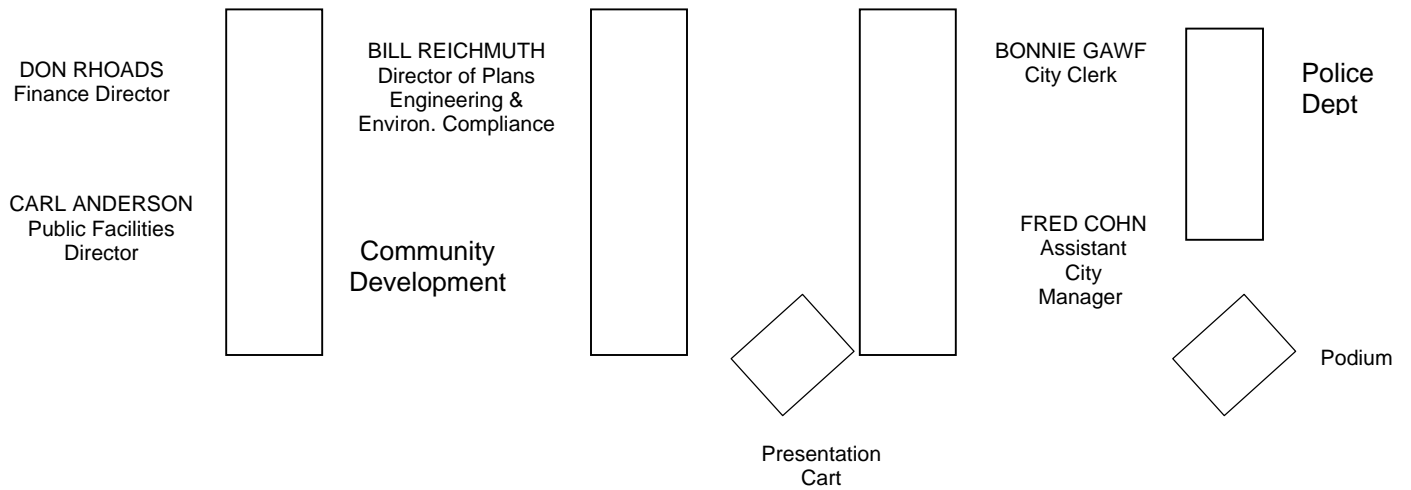 DON RHOADS
Finance Director
CARL ANDERSON
Public Facilities
Director
BILL REICHMUTH
Director of Plans
Engineering &
Environ. Compliance
Community
Development
Presentation
Cart
BONNIE GAWF
City Clerk
FRED COHN
Assistant
City
Manager
Police
Dept
Podium